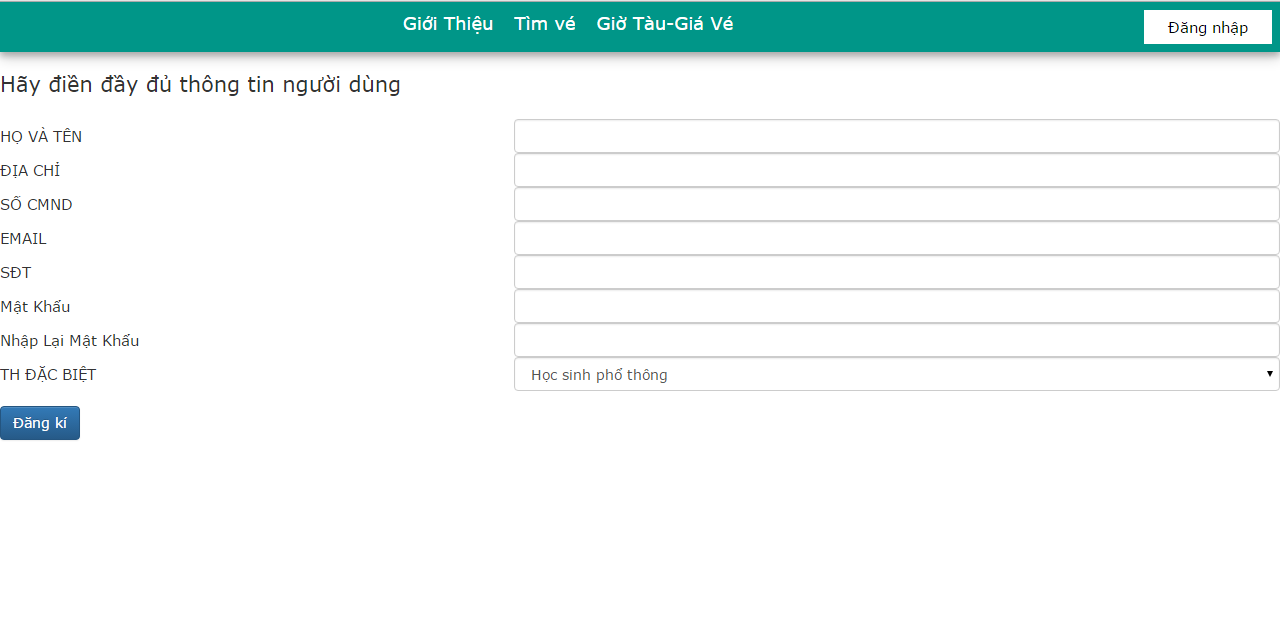 Giới Thiệu Tìm vé Giờ Tàu-Giá Vé Đăng nhập
Hãy điền đầy đủ thông tin người dùng
HỌ VÀ TÊN
ĐỊA CHỈ
SỐ CMND
EMAIL
SĐT
Mật Khẩu
Nhập Lại Mật Khẩu
TH ĐẶC BIỆT Học sinh phổ thông
Đăng kí